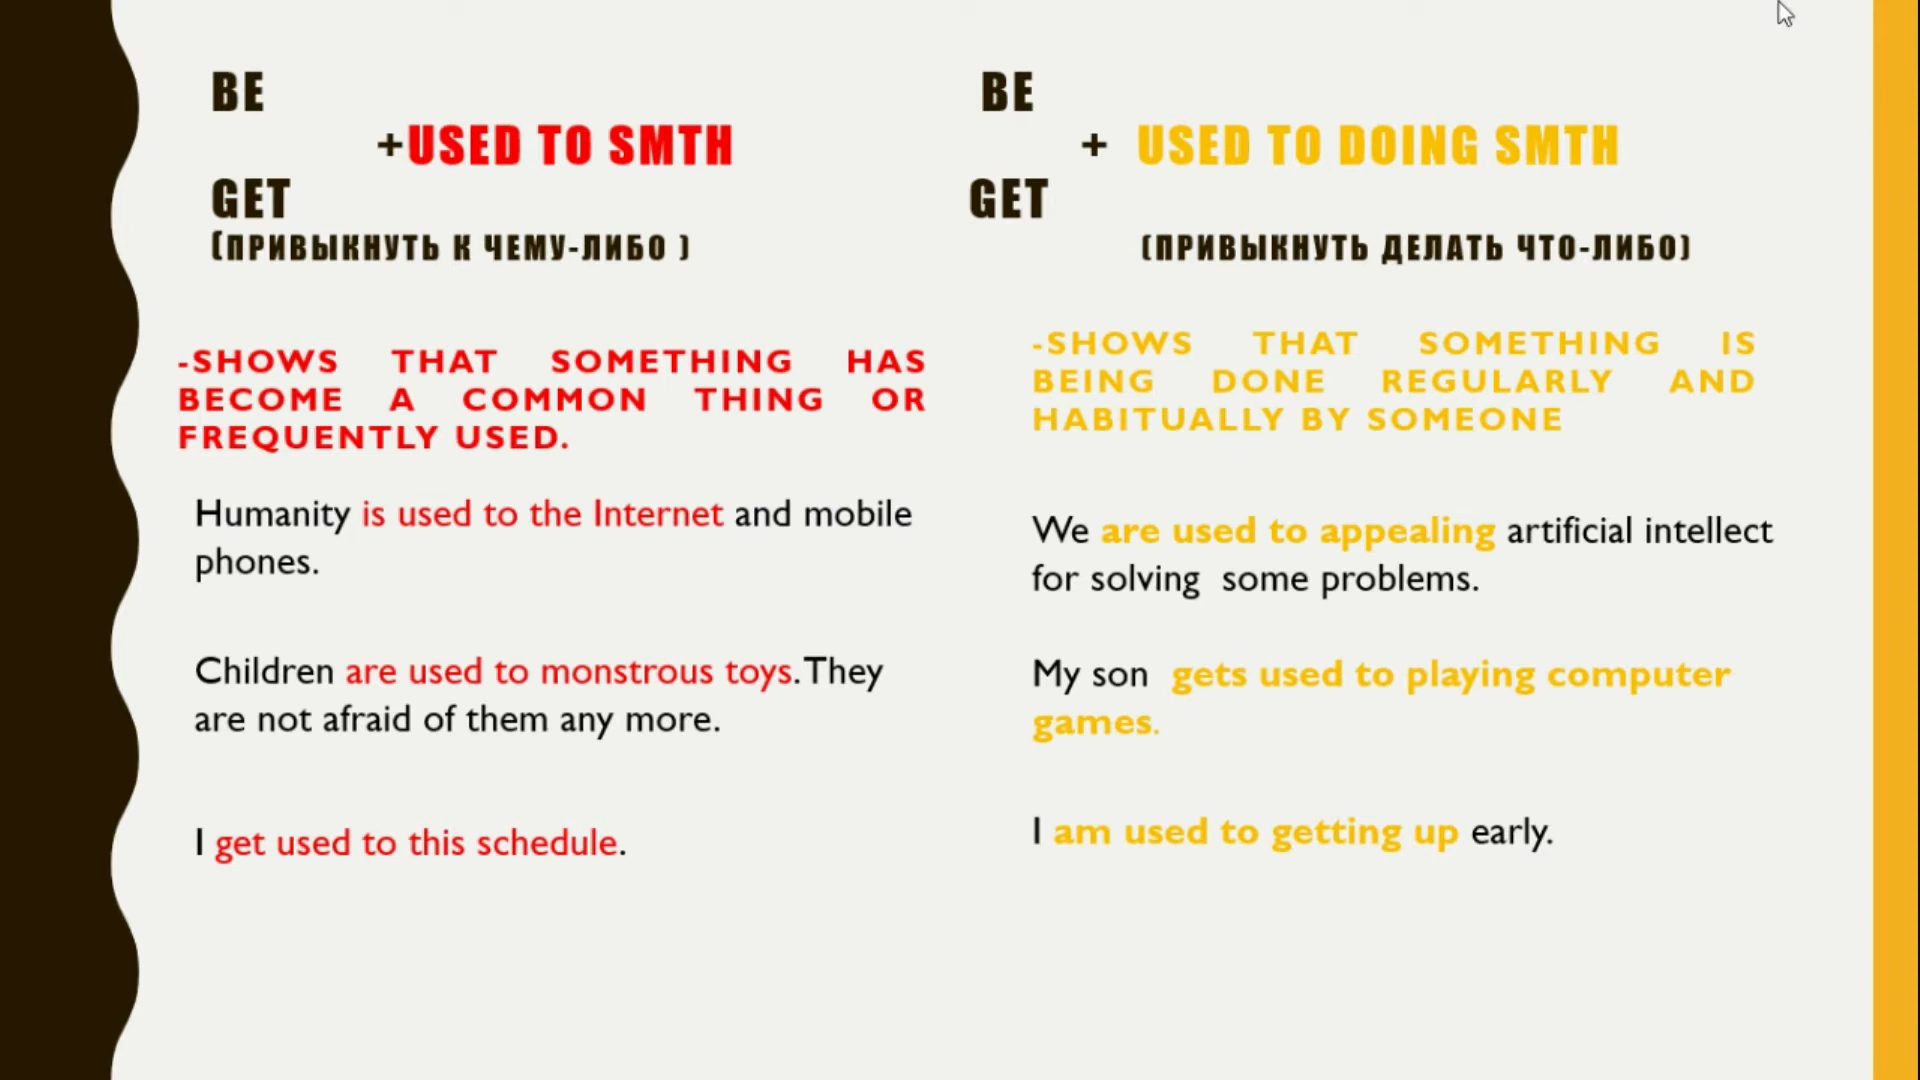 BE
+USED TO SMTH
GET
(ПРИВЫКНУТЬ К ЧЕМУ-ЛИБО )
-SHOWS THAT SOMETHING HAS
BECOME A COMMON THING OR
FREQUENTLY USED.
Humanity is used to the Internet and mobile
phones.
Children are used to monstrous toys.They
are not afraid of them any more.
I get used to this schedule.
BE
+ USED TO DOING SMTH
GET
(ПРИВЫКНУТЬ ДЕЛАТЬ ЧТО-ЛИБО)
-SHOWS THAT SOMETHING IS
BEING DONE REGULARLY AND
HABITUALLY BY SOMEONE
We are used to appealing artificial intellect
for solving some problems.
My son gets used to playing computer
games.
I am used to getting up early.